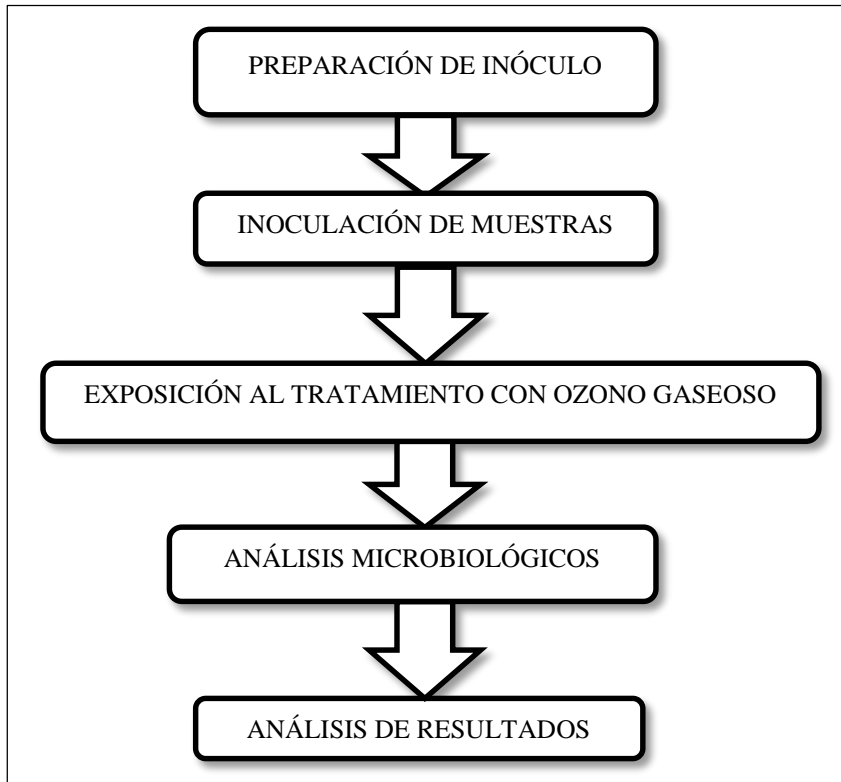 PREPARACIÓN DE INÓCULO
INOCULACIÓN DE MUESTRAS
EXPOSICIÓN AL TRATAMIENTO CON OZONO GASEOSO
ANÁLISIS MICROBIOLÓGICOS
ANÁLISIS DE RESULTADOS